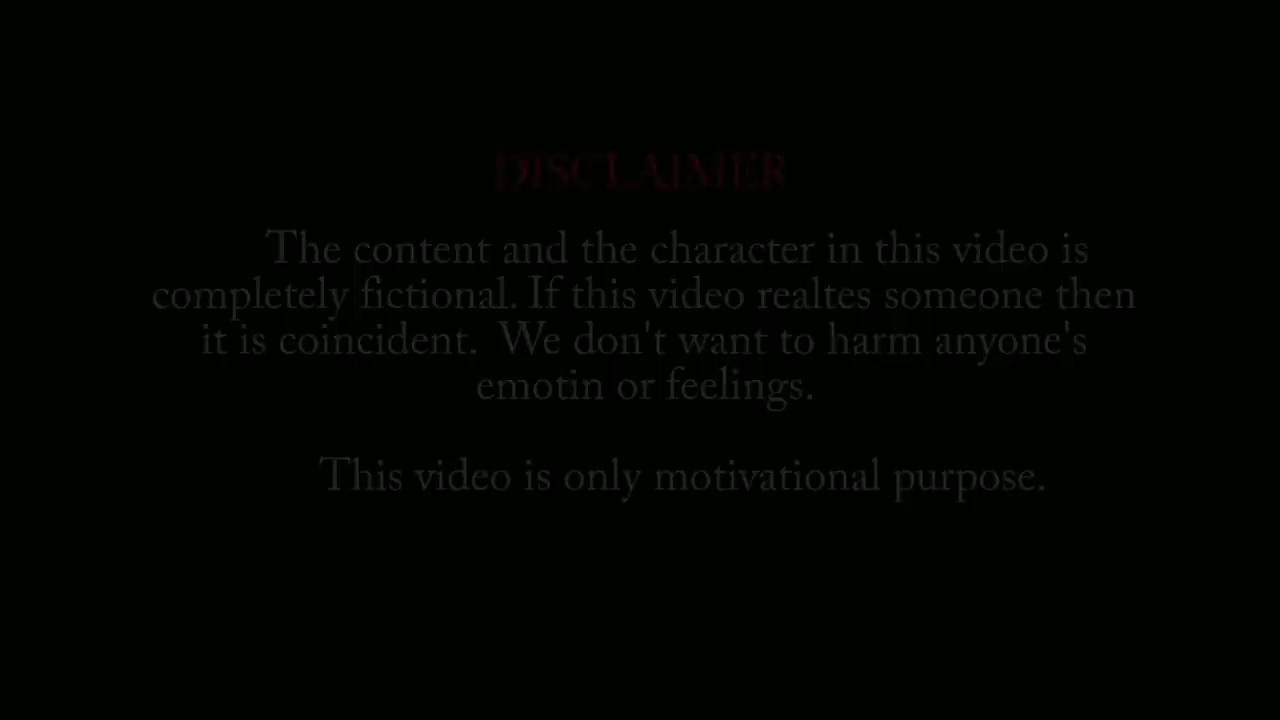 DISCLAIMER
The content and the character in this video is
completely fictional. If this video realtes someone then
it is coincident. We don't want to harm anyone's
emotin or feelings.
This video is only motivational purpose.